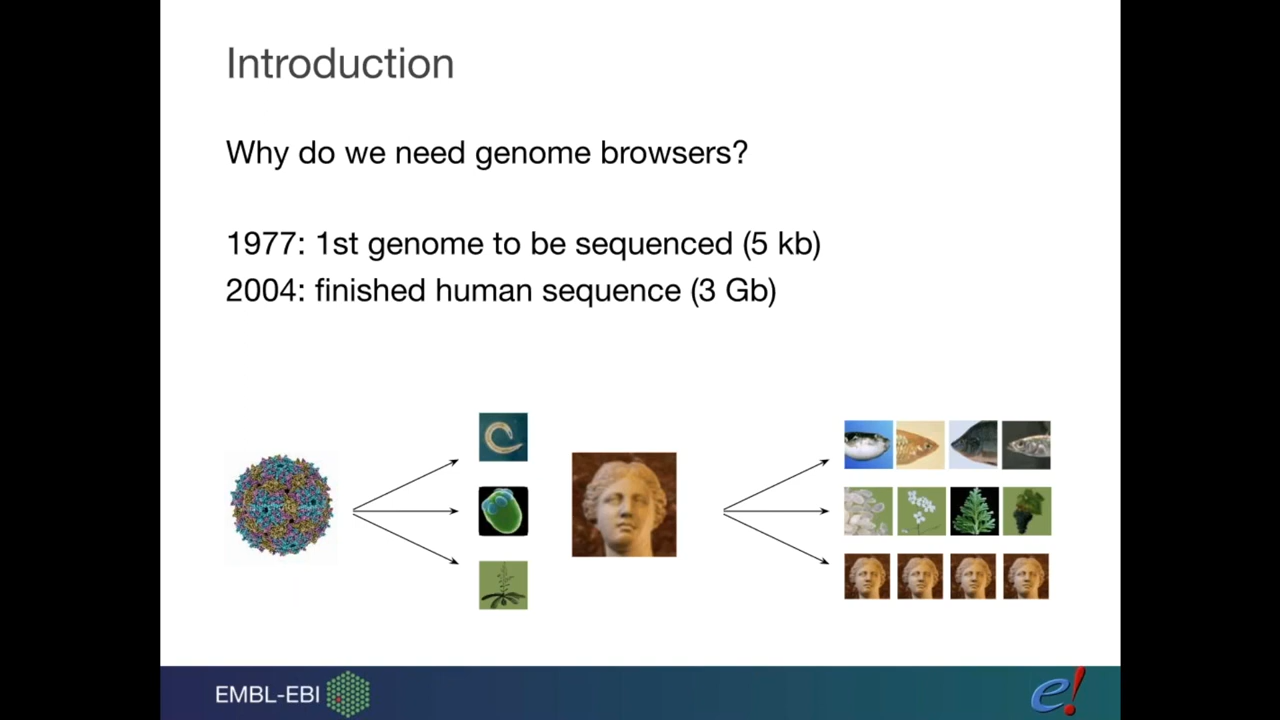 Introduction
Why do we need genome browsers?
1977: 1st genome to be sequenced (5 kb)
2004: finished human sequence (3 Gb)
EMBL-EBI
e!